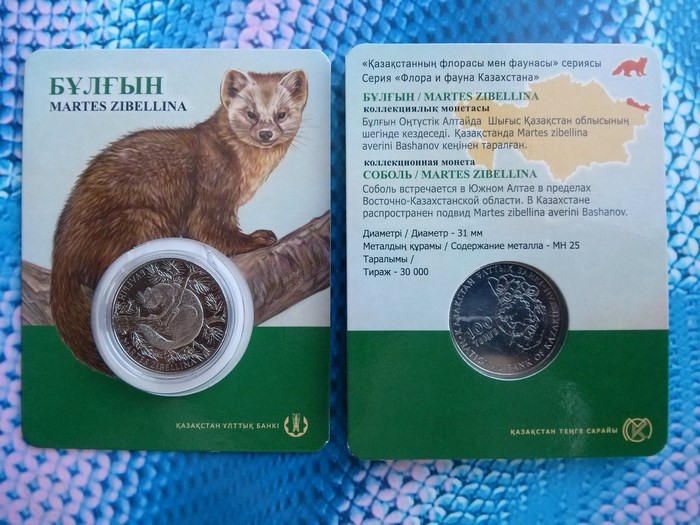 БҰЛҒЫН
MARTES ZIBELLINA
MARTES ZIBELLINA
ҚАЗАҚСТАН ҰЛТТЫҚ БАНКІ
«Қазақстанның флорасы мен фаунасы» сериясы
Серия «Флора и фауна Казахстана»
БҰЛҒЫН / MARTES ZIBELLINA
коллекциялық монетасы
Бұлғын Оңтүстік Алтайда Шығыс Қазақстан облысының
шегінде кездеседі. Қазақстанда Martes zibellina
averini Bashanov кеңінен таралған.
коллекционная монета
СОБОЛЬ / MARTES ZIBELLINA
Соболь встречается в Южном Алтае в пределах
Восточно-Казахстанской области. В Казахстане
распространен подвид Martes zibellina averini Bashanov.
Диаметрі / Диаметр - 31 мм
Металдың құрамы / Содержание металла - МН 25
Таралымы /
Тираж - 30 000
100
ҚАЗАҚСТАН ТЕҢГЕ САРАЙЫ